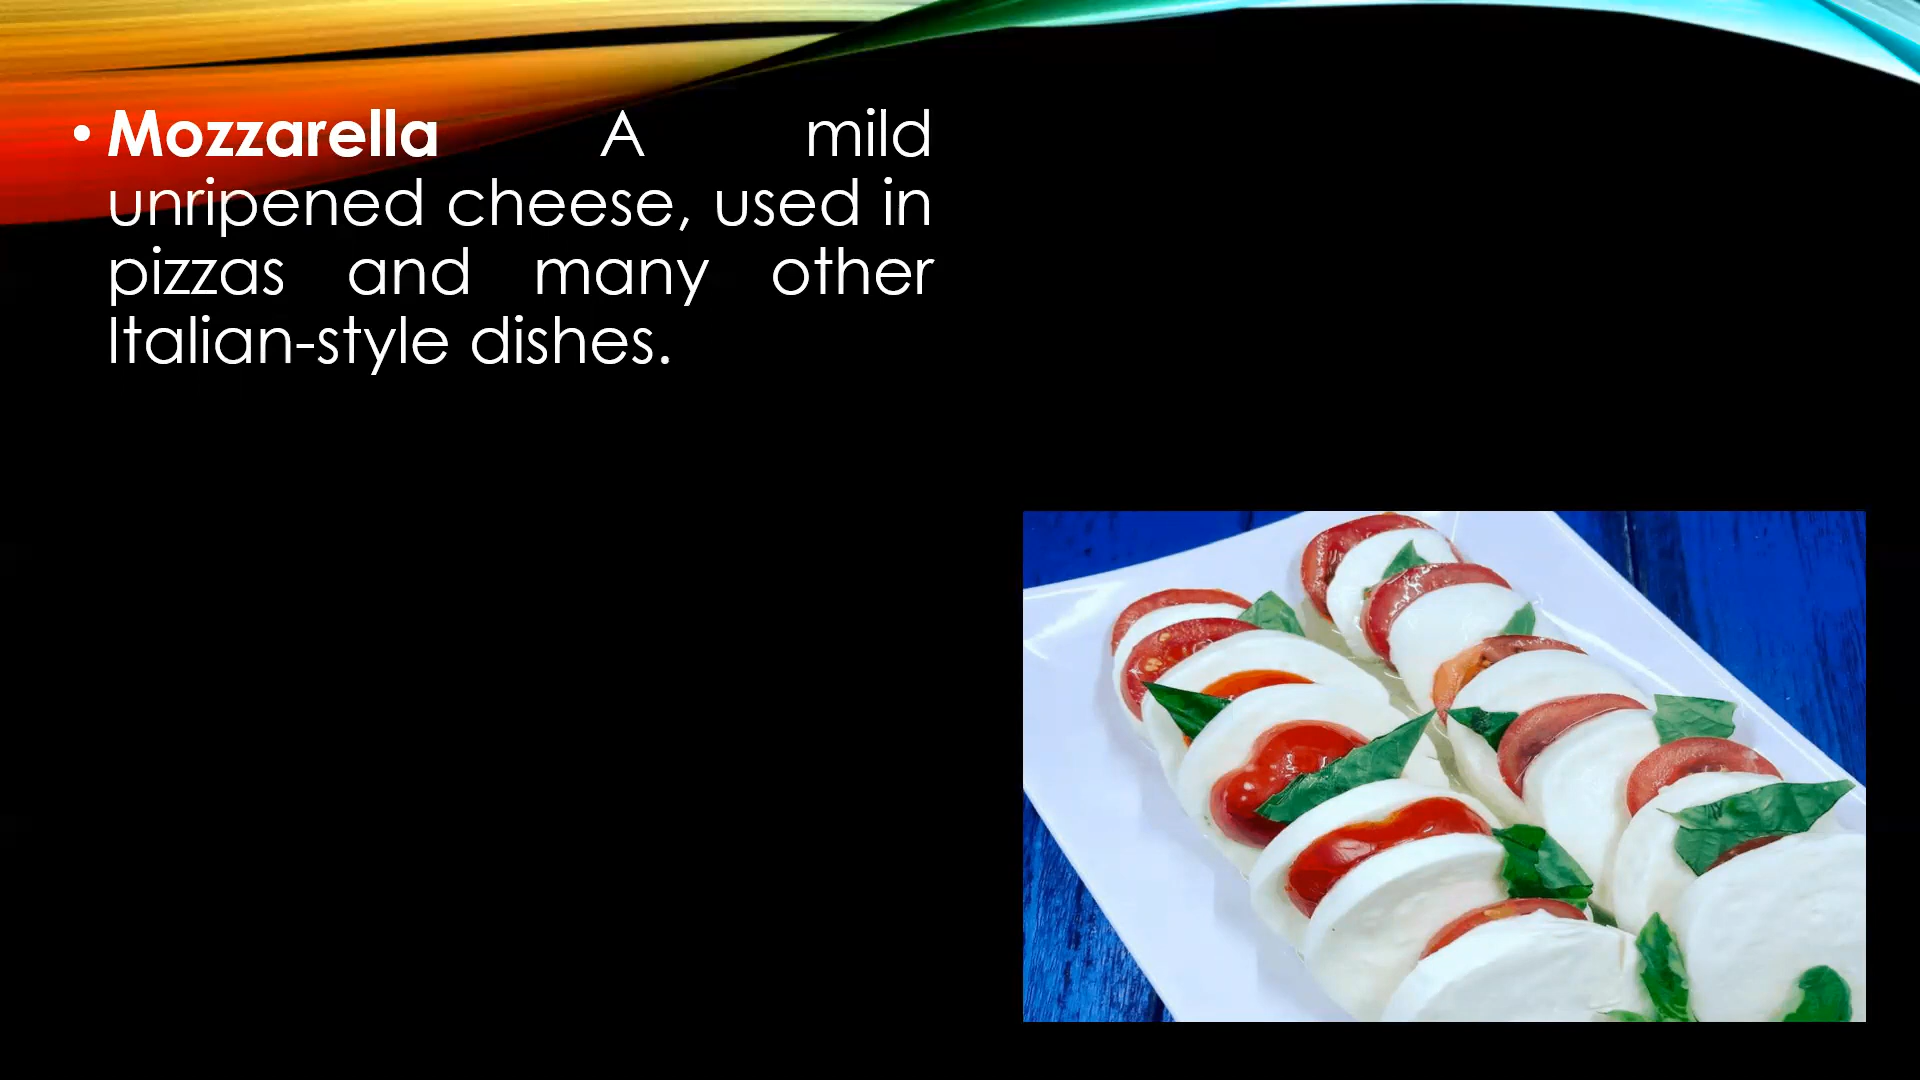 • Mozzarella A mild
unripened cheese, used in
pizzas and many other
Italian-style dishes.